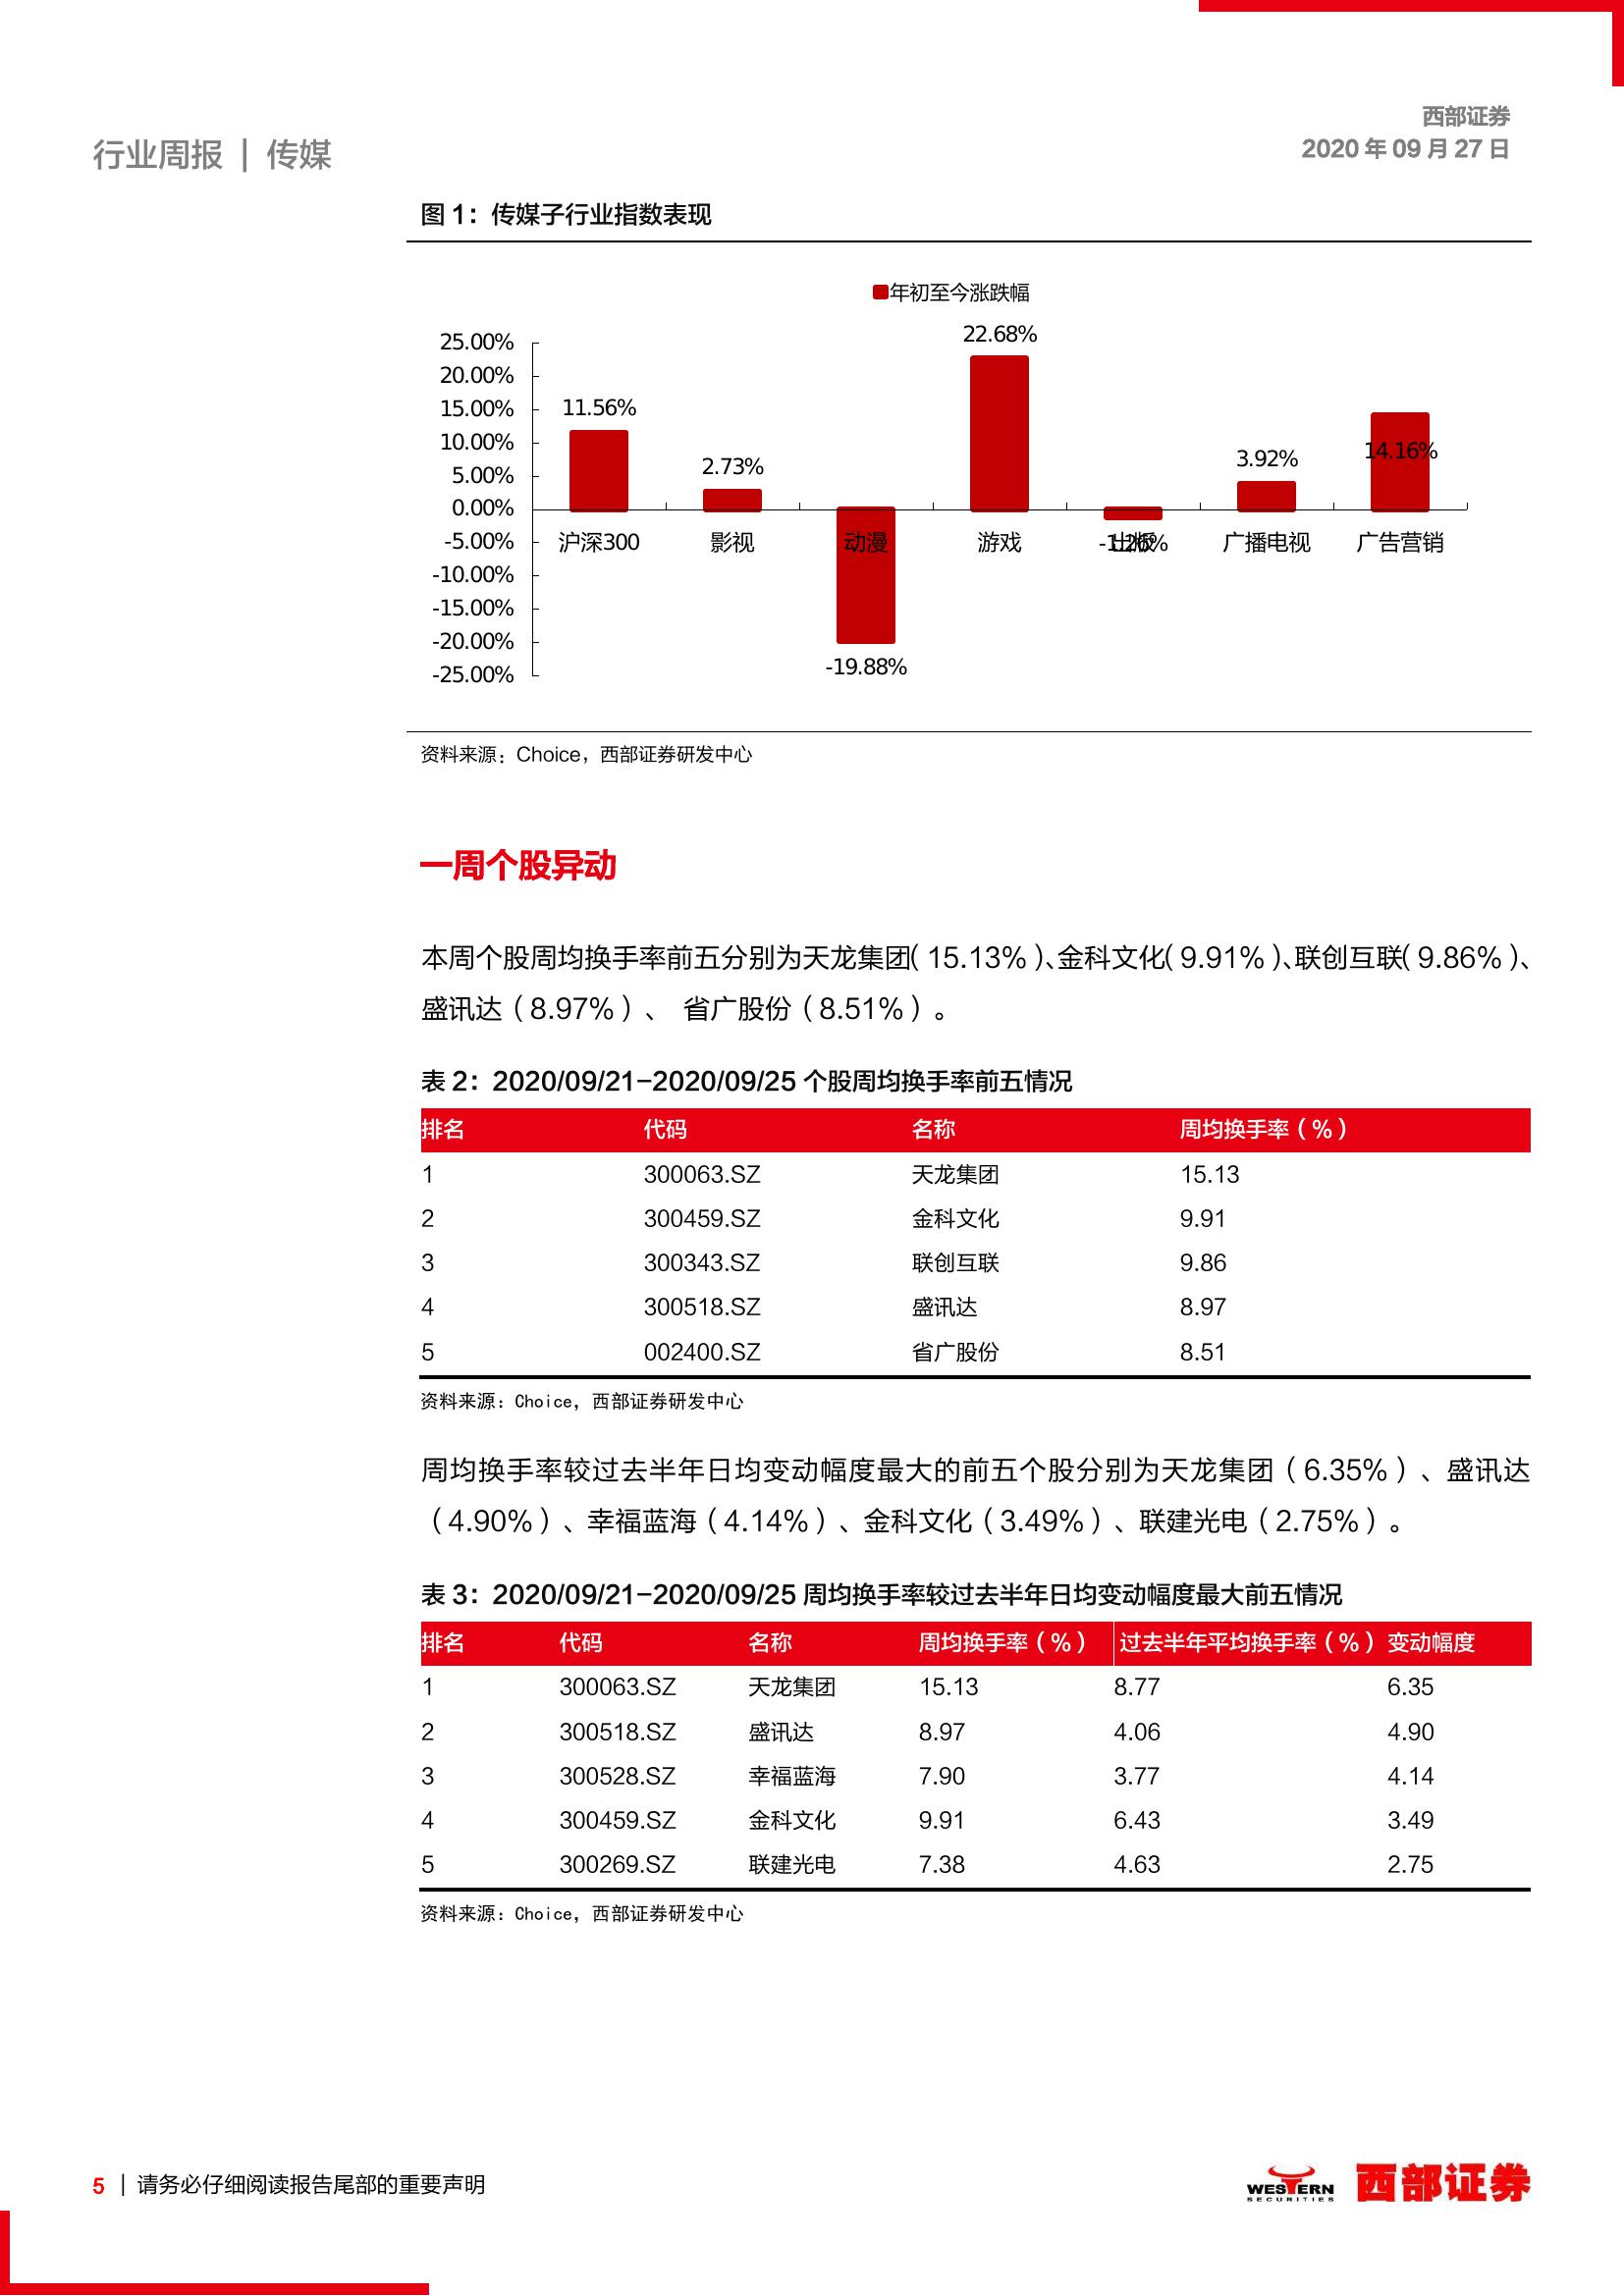 西部证券
2020 年 09 月 27 日
行业周报 | 传媒
图 1：传媒子行业指数表现
年初至今涨跌幅
25.00%
20.00%
15.00%
10.00%
5.00%
0.00%
-5.00%
-10.00%
-15.00%
-20.00%
-25.00%
11.56%
2.73%
-19.88%
22.68%
-1.26%
3.92%
14.16%
沪深300 影视 动漫 游戏 出版 广播电视 广告营销
资料来源：Choice，西部证券研发中心
一周个股异动
本周个股周均换手率前五分别为天龙集团（15.13%）、金科文化（9.91%）、联创互联（9.86%）、
盛讯达（8.97%）、 省广股份（8.51%）。
表 2：2020/09/21-2020/09/25 个股周均换手率前五情况
排名 代码 名称 周均换手率（%）
1 300063.SZ 天龙集团 15.13
2 300459.SZ 金科文化 9.91
3 300343.SZ 联创互联 9.86
4 300518.SZ 盛讯达 8.97
5 002400.SZ 省广股份 8.51
资料来源：Choice，西部证券研发中心
周均换手率较过去半年日均变动幅度最大的前五个股分别为天龙集团（6.35%）、盛讯达
（4.90%）、幸福蓝海（4.14%）、金科文化（3.49%）、联建光电（2.75%）。
表 3：2020/09/21-2020/09/25 周均换手率较过去半年日均变动幅度最大前五情况
排名 代码 名称 周均换手率（%） 过去半年平均换手率（%） 变动幅度
1 300063.SZ 天龙集团 15.13 8.77 6.35
2 300518.SZ 盛讯达 8.97 4.06 4.90
3 300528.SZ 幸福蓝海 7.90 3.77 4.14
4 300459.SZ 金科文化 9.91 6.43 3.49
5 300269.SZ 联建光电 7.38 4.63 2.75
资料来源：Choice，西部证券研发中心
5 | 请务必仔细阅读报告尾部的重要声明
WESTERN
SECURITIES
西部证券